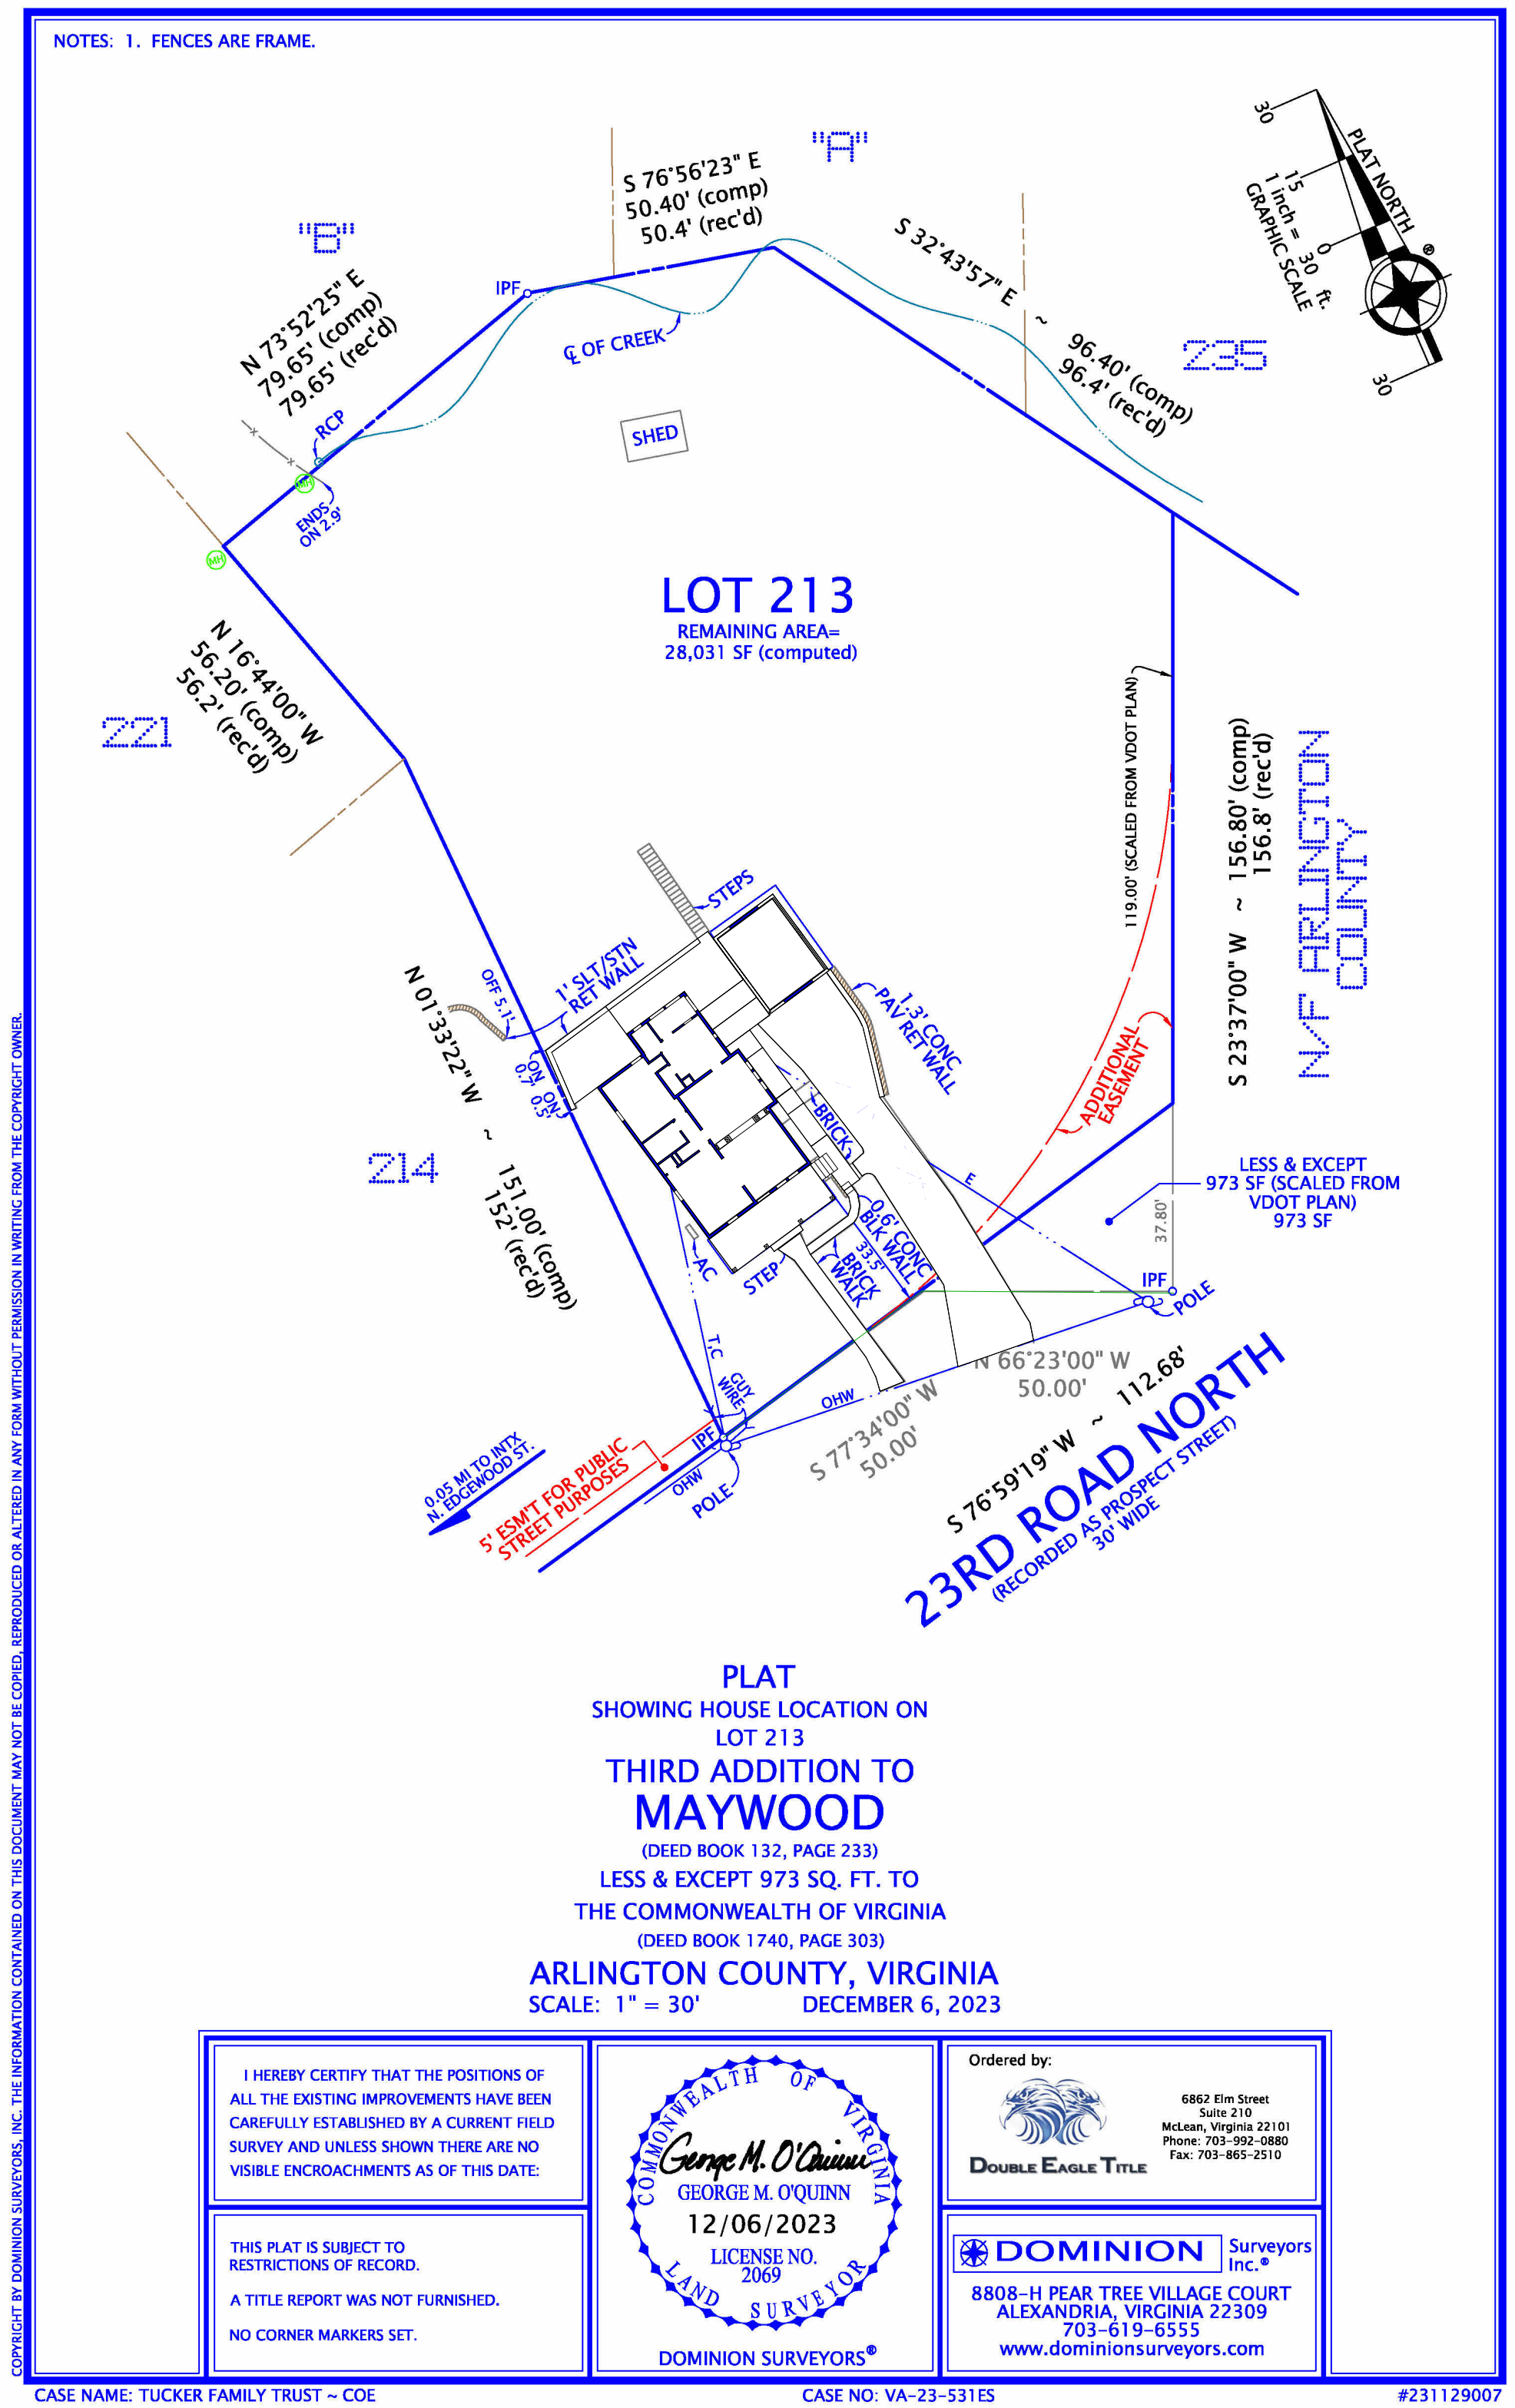 NOTES: 1. FENCES ARE FRAME.
"A"
"B"
S 76°56'23" E
50.40' (comp)
50.4' (rec'd)
30
15
0
30
PLAT NORTH
®
1 inch = 30 ft.
GRAPHIC SCALE
S 32°43'57" E ~ 96.40' (comp)
96.4' (rec'd)
235
IPF
N 73°52'25" E
79.65' (comp)
79.65' (rec'd)
℄ OF CREEK
RCP
SHED
MH
ENDS
ON 2.9'
MH
LOT 213
REMAINING AREA=
28,031 SF (computed)
N 16°44'00" W
56.20' (comp)
56.2' (rec'd)
221
119.00' (SCALED FROM VDOT PLAN)
S 23°37'00" W ~ 156.80' (comp)
156.8' (rec'd)
N/F ARLINGTON
COUNTY
STEPS
1' SLT/STN
RET WALL
OFF 5.1'
ON
0.7'
ON
0.5'
1.3' CONC
PAV RET WALL
N 01°33'22" W ~ 151.00' (comp)
152' (rec'd)
ADDITIONAL
EASEMENT
BRICK
214
E
LESS & EXCEPT
973 SF (SCALED FROM
VDOT PLAN)
973 SF
37.80'
0.6' CONC
BLK WALL
33.5'
BRICK
WALK
AC
STEP
IPF
POLE
T,C
GUY
WIRE
OHW
N 66°23'00" W
50.00'
S 77°34'00" W
50.00'
S 76°59'19" W ~ 112.68'
23RD ROAD NORTH
(RECORDED AS PROSPECT STREET)
30' WIDE
IPF
OHW
POLE
0.05 MI TO INTX
N. EDGEWOOD ST.
5' ESM'T FOR PUBLIC
STREET PURPOSES
PLAT
SHOWING HOUSE LOCATION ON
LOT 213
THIRD ADDITION TO
MAYWOOD
(DEED BOOK 132, PAGE 233)
LESS & EXCEPT 973 SQ. FT. TO
THE COMMONWEALTH OF VIRGINIA
(DEED BOOK 1740, PAGE 303)
ARLINGTON COUNTY, VIRGINIA
SCALE: 1" = 30' DECEMBER 6, 2023
I HEREBY CERTIFY THAT THE POSITIONS OF
ALL THE EXISTING IMPROVEMENTS HAVE BEEN
CAREFULLY ESTABLISHED BY A CURRENT FIELD
SURVEY AND UNLESS SHOWN THERE ARE NO
VISIBLE ENCROACHMENTS AS OF THIS DATE:
THIS PLAT IS SUBJECT TO
RESTRICTIONS OF RECORD.
A TITLE REPORT WAS NOT FURNISHED.
NO CORNER MARKERS SET.
COMMONWEALTH OF VIRGINIA
George M. O'Quinn
GEORGE M. O'QUINN
12/06/2023
LICENSE NO.
2069
LAND SURVEYOR
DOMINION SURVEYORS®
Ordered by:
DOUBLE EAGLE TITLE
6862 Elm Street
Suite 210
McLean, Virginia 22101
Phone: 703-992-0880
Fax: 703-865-2510
DOMINION Surveyors
Inc.®
8808-H PEAR TREE VILLAGE COURT
ALEXANDRIA, VIRGINIA 22309
703-619-6555
www.dominionsurveyors.com
COPYRIGHT BY DOMINION SURVEYORS, INC. THE INFORMATION CONTAINED ON THIS DOCUMENT MAY NOT BE COPIED, REPRODUCED OR ALTERED IN ANY FORM WITHOUT PERMISSION IN WRITING FROM THE COPYRIGHT OWNER.
CASE NAME: TUCKER FAMILY TRUST ~ COE
CASE NO: VA-23-531ES
#231129007